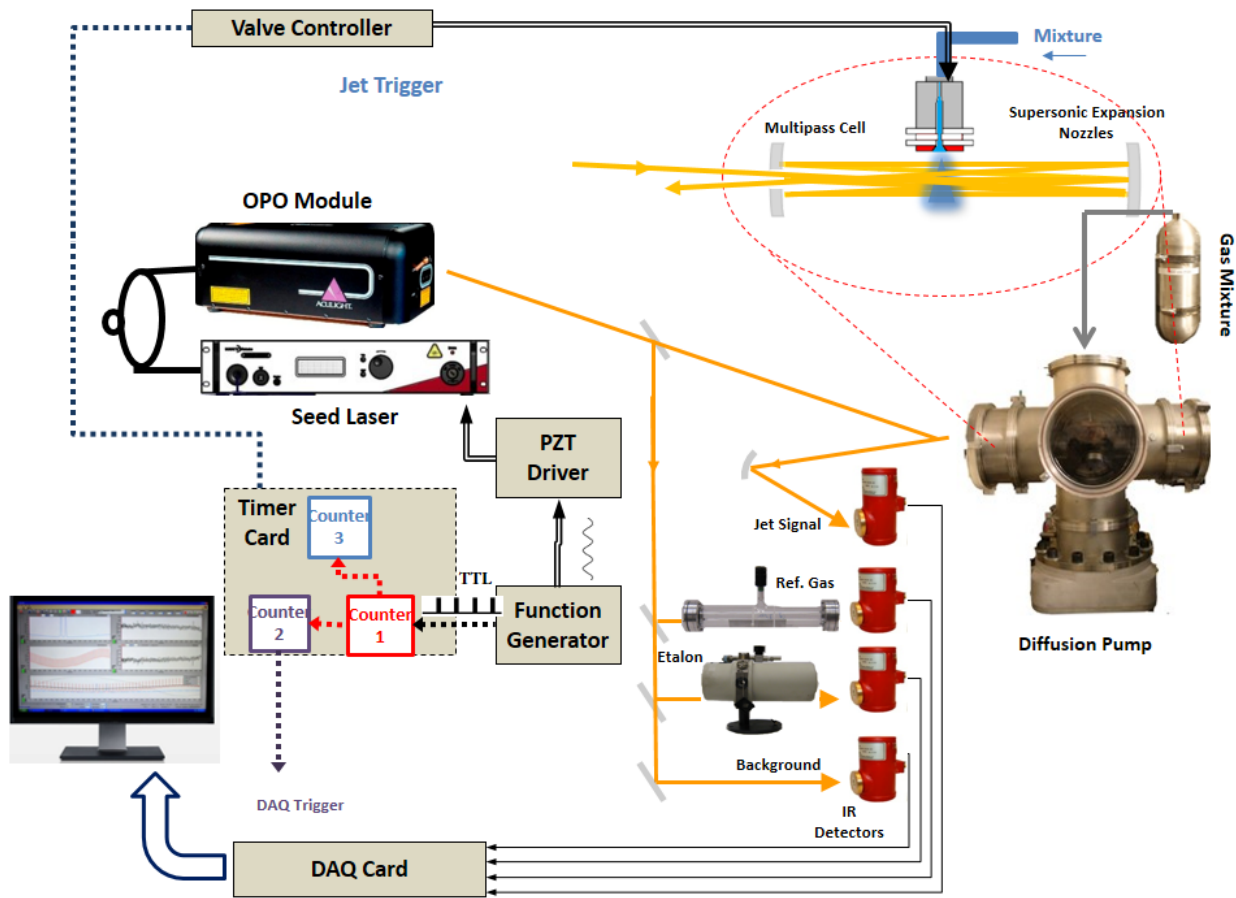 Valve Controller
Mixture
Jet Trigger
Multipass Cell
Supersonic Expansion
Nozzles
OPO Module
ACULIGHT
Gas Mixture
Seed Laser
PZT
Driver
Timer
Card
Counter
3
Jet Signal
TTL
Ref. Gas
Counter
2
Counter
1
Function
Generator
Etalon
Diffusion Pump
Background
DAQ Trigger
IR
Detectors
DAQ Card